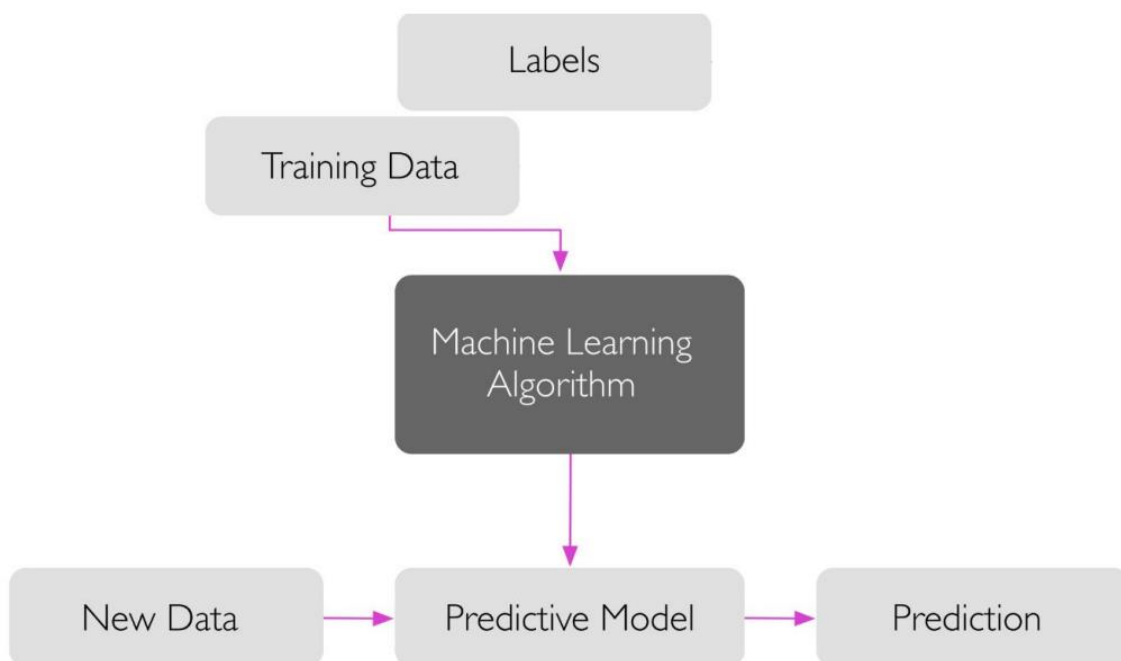 Labels
Training Data
Machine Learning
Algorithm
New Data
Predictive Model
Prediction